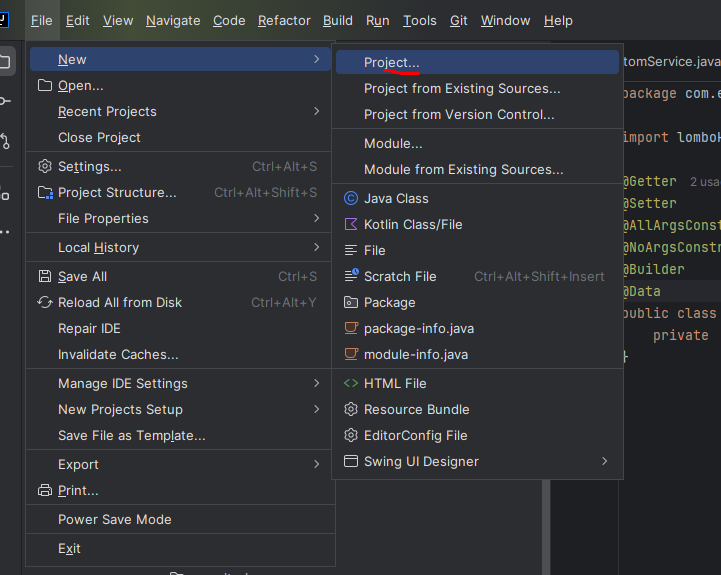 File Edit View Navigate Code Refactor Build Run Tools Git Window Help
New
Open...
Recent Projects
Close Project
Settings... Ctrl+Alt+S
Project Structure... Ctrl+Alt+Shift+S
File Properties
Local History
Save All Ctrl+S
Reload All from Disk Ctrl+Alt+Y
Repair IDE
Invalidate Caches...
Manage IDE Settings
New Projects Setup
Save File as Template...
Export
Print...
Power Save Mode
Exit
Project...
Project from Existing Sources...
Project from Version Control...
Module...
Module from Existing Sources...
Java Class
Kotlin Class/File
File
Scratch File Ctrl+Alt+Shift+Insert
Package
package-info.java
module-info.java
HTML File
Resource Bundle
EditorConfig File
Swing UI Designer
tomService.java
package com.e
import lombok
@Getter 2 usa
@Setter
@AllArgsConst
@NoArgsConstr
@Builder
@Data
public class
private
}